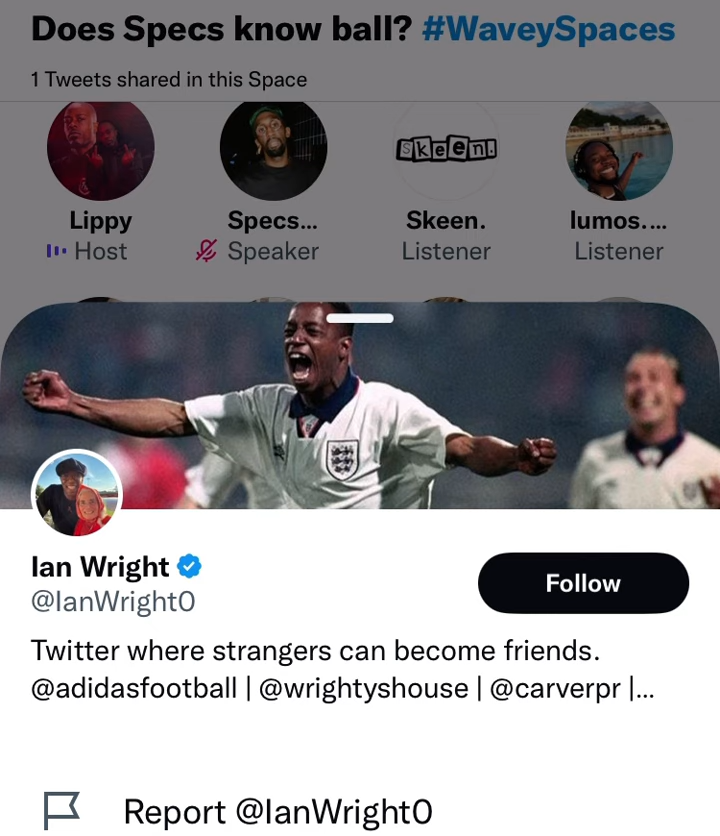 Does Specs know ball? #WaveySpaces
1 Tweets shared in this Space
Skeen.
Lippy
Specs...
Skeen.
lumos....
Host
Speaker
Listener
Listener
Ian Wright
@IanWright0
Follow
Twitter where strangers can become friends.
@adidasfootball | @wrightyshouse | @carverpr |...
Report @IanWright0